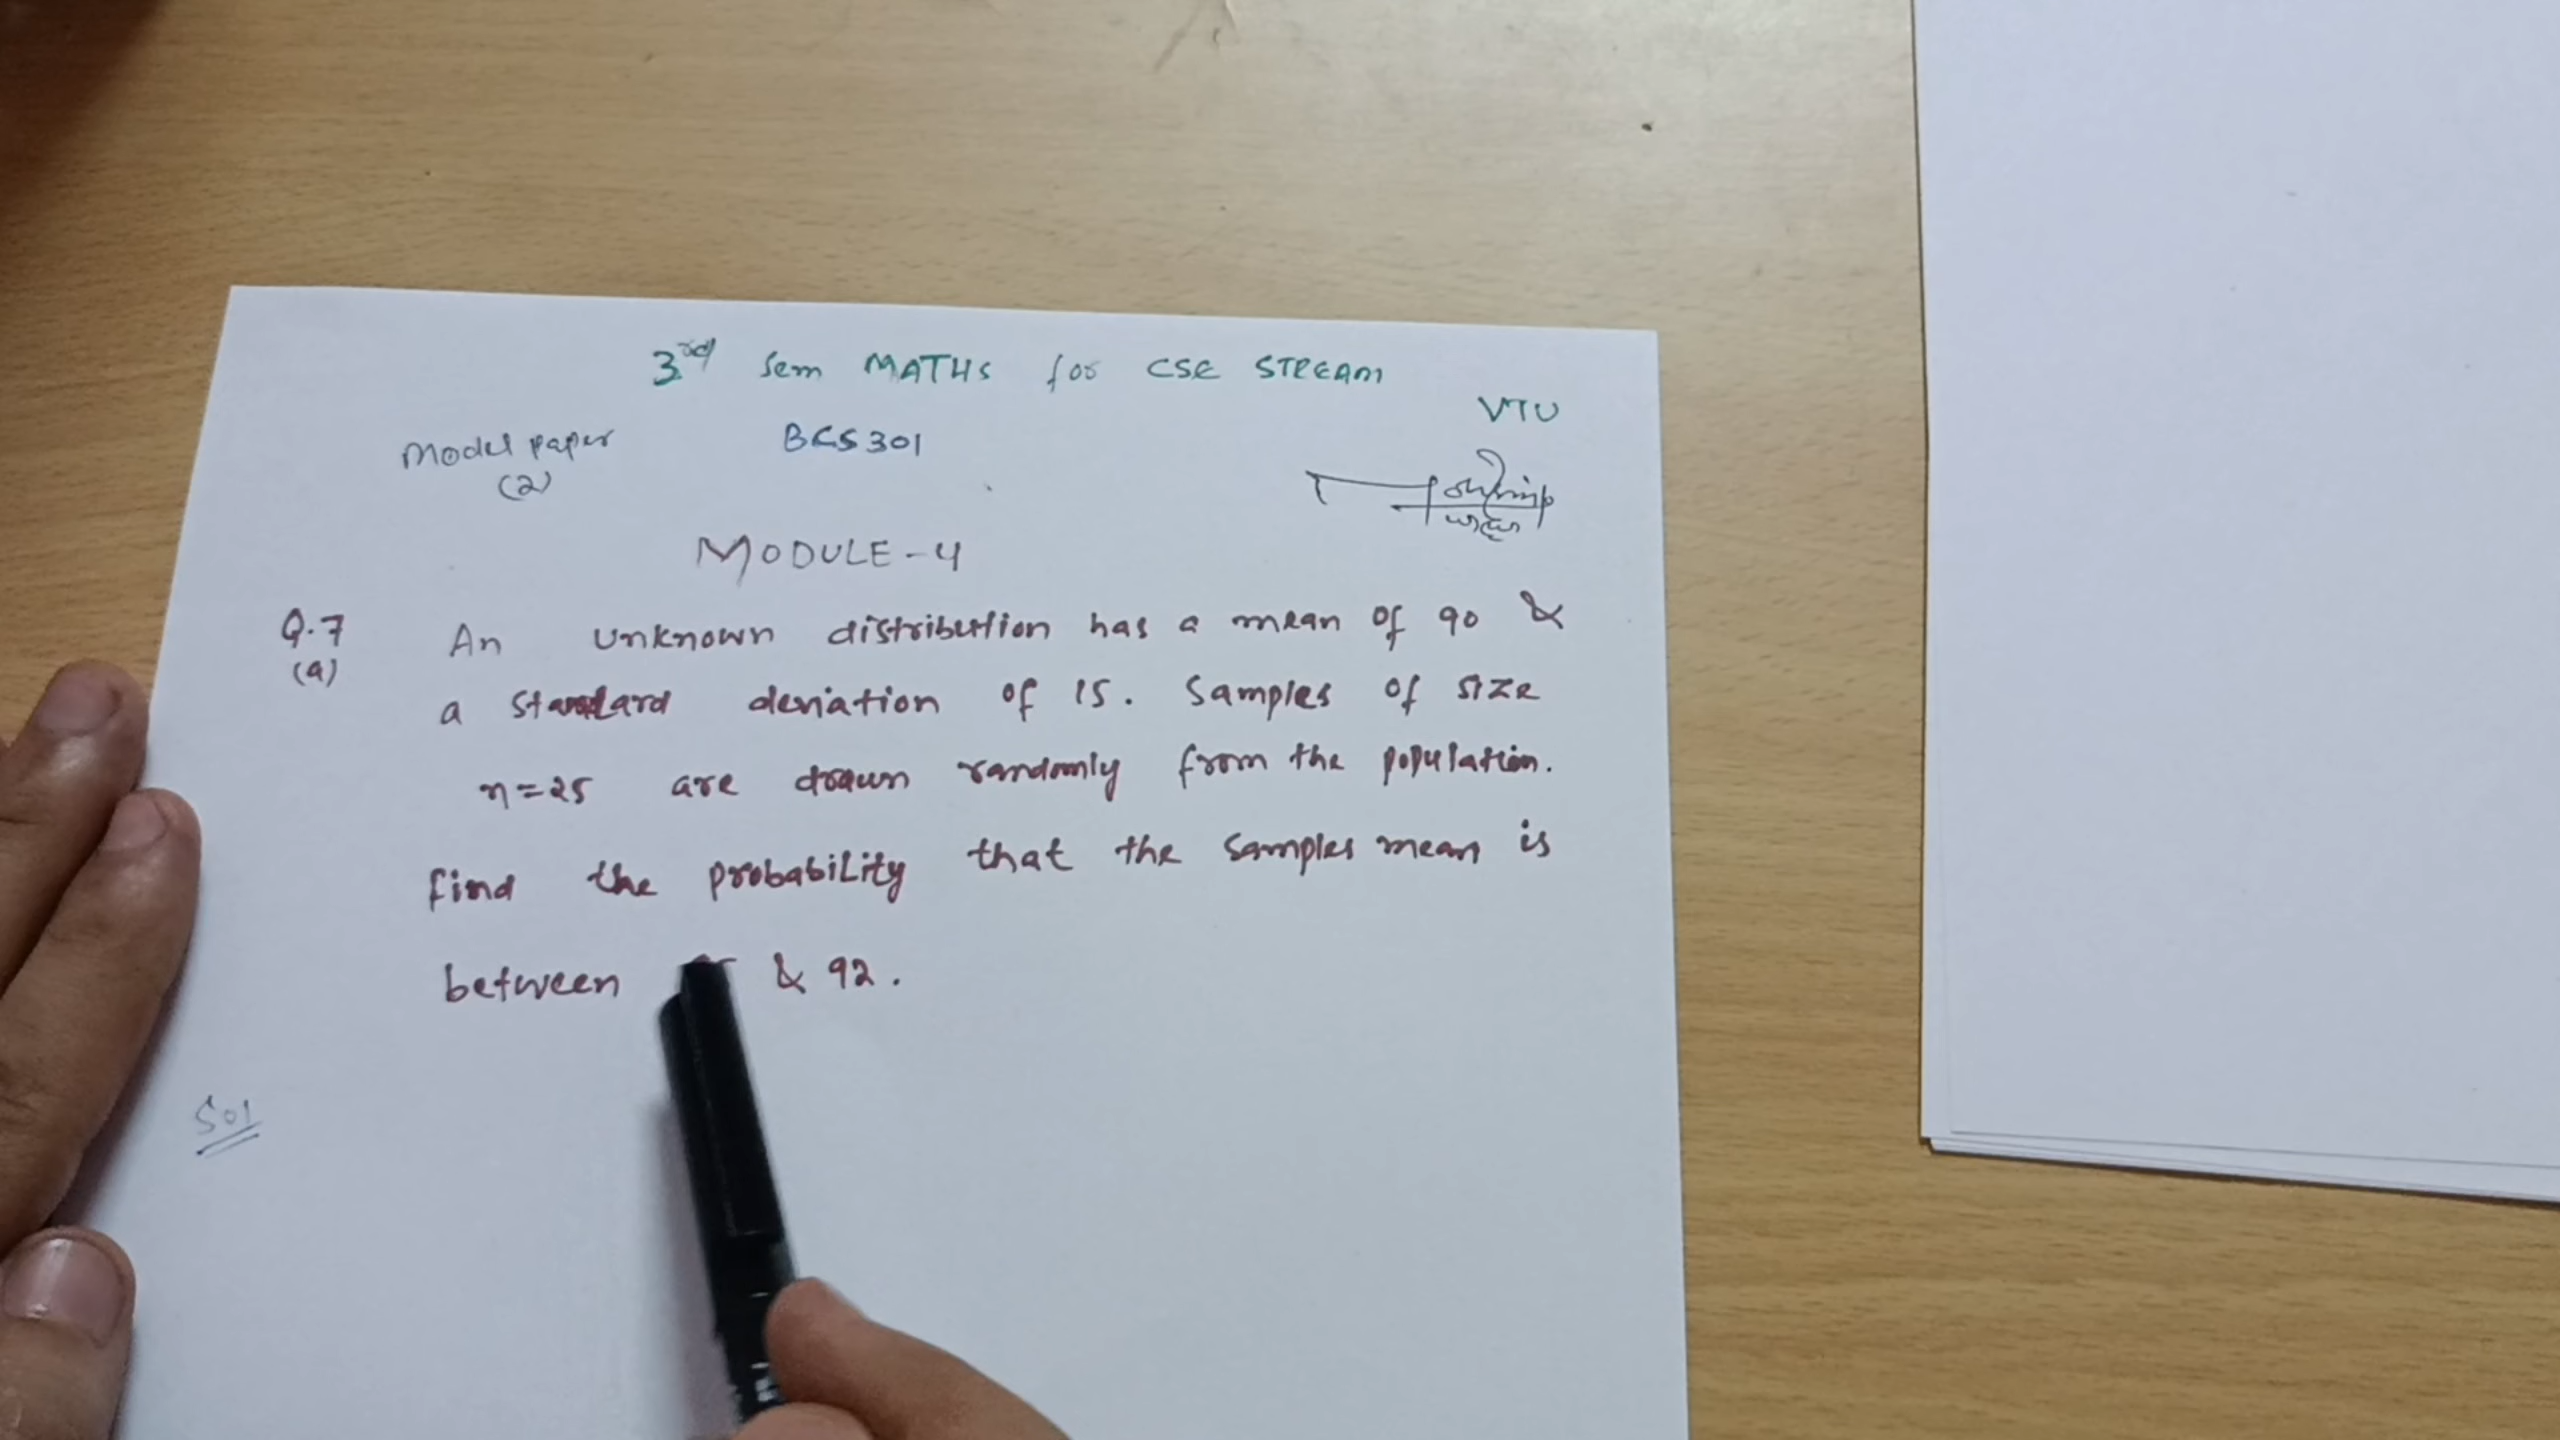 3rd Sem MATHS for CSE STREAM
VTU
Model paper BCS301
(2)
MODULE-4
Q.7 An unknown distribution has a mean of 90 &
(a) a standard deviation of 15. Samples of size
n=25 are drawn randomly from the population.
find the probability that the samples mean is
between & 92.
Sol